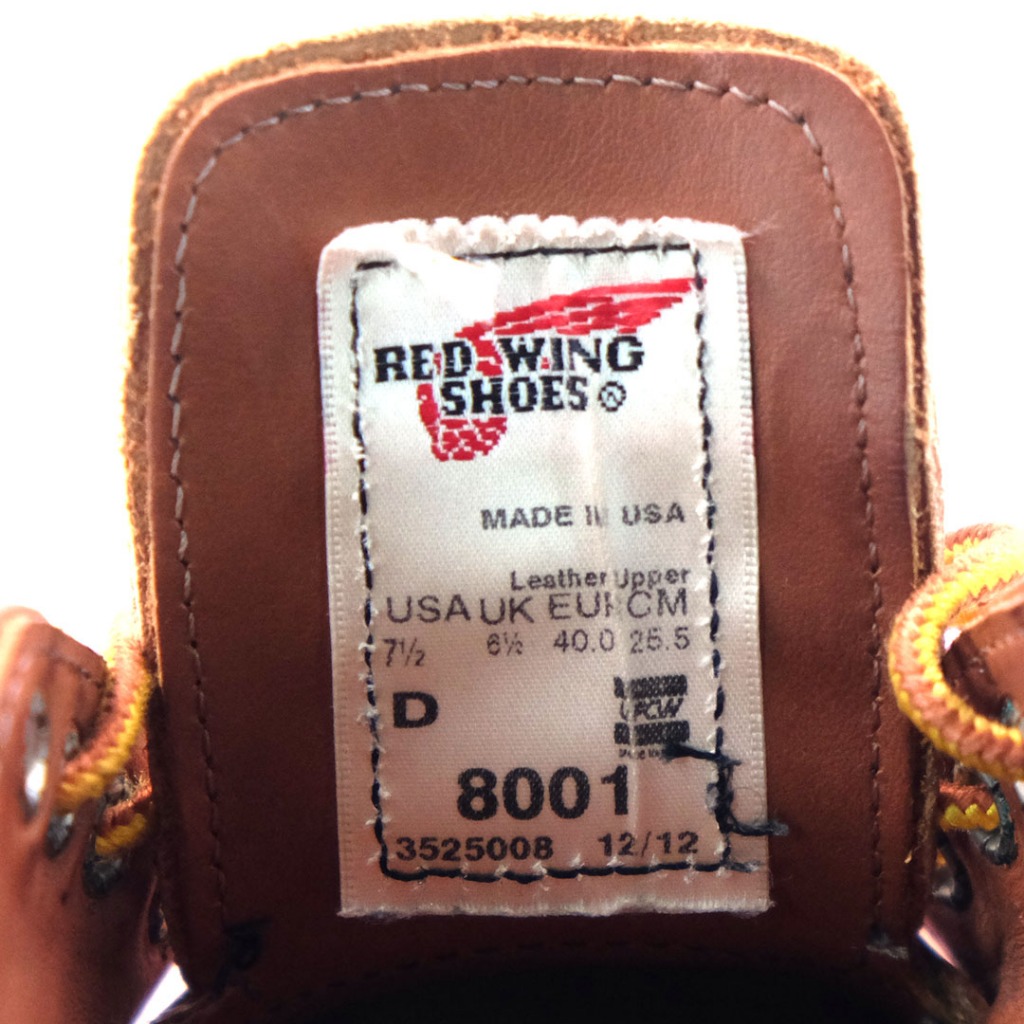 RED WING
SHOES®
MADE IN USA
Leather Upper
USA UK EUR CM
7½ 6½ 40.0 25.5
D
UFCW
8001
3525008 12/12